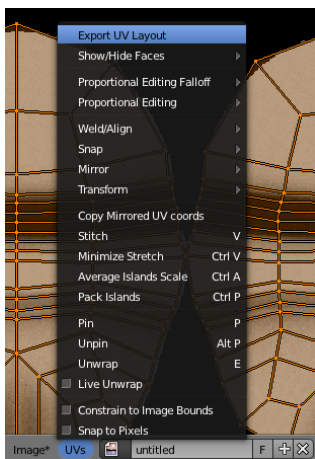 Export UV Layout
Show/Hide Faces
Proportional Editing Falloff
Proportional Editing
Weld/Align
Snap
Mirror
Transform
Copy Mirrored UV coords
Stitch V
Minimize Stretch Ctrl V
Average Islands Scale Ctrl A
Pack Islands Ctrl P
Pin P
Unpin Alt P
Unwrap E
Live Unwrap
Constrain to Image Bounds
Snap to Pixels
Image* UVs untitled F